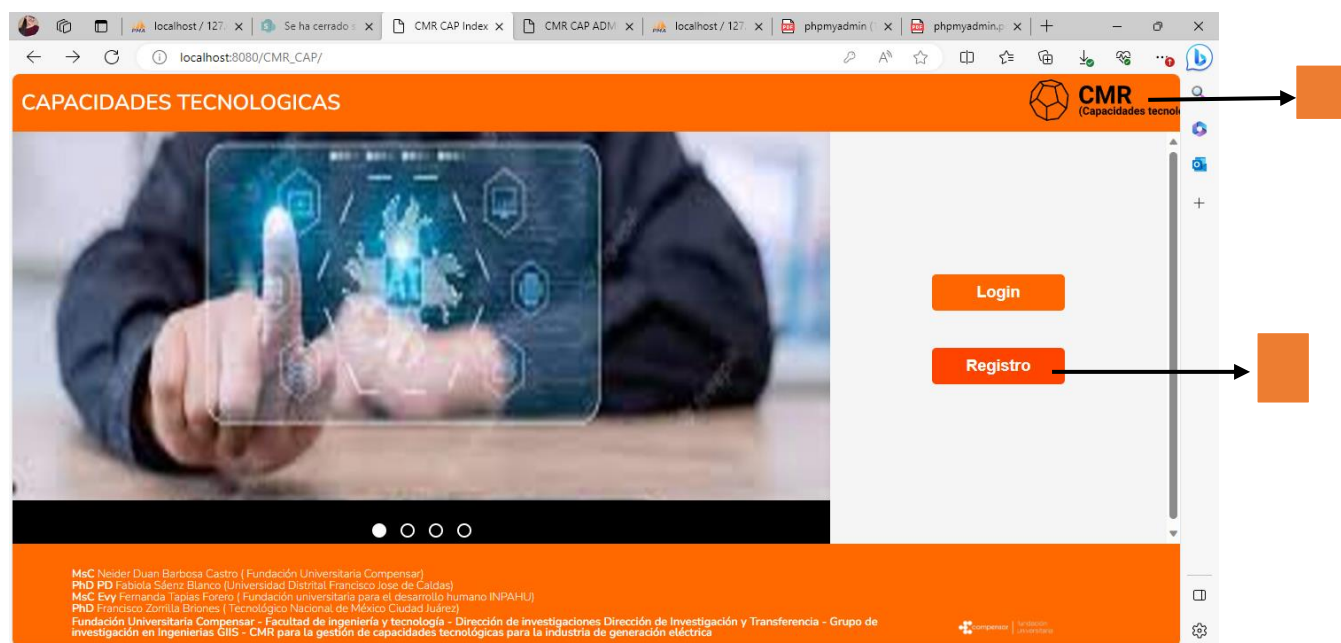 localhost / 127.
Se ha cerrado s
CMR CAP Index
CMR CAP ADM
localhost / 127.
phpmyadmin (
phpmyadmin.p
localhost:8080/CMR_CAP/
CAPACIDADES TECNOLOGICAS
CMR
(Capacidades tecnol
AI
Login
Registro
MsC Neider Duan Barbosa Castro ( Fundación Universitaria Compensar)
PhD PD Fabiola Sáenz Blanco (Universidad Distrital Francisco Jose de Caldas)
MsC Evy Fernanda Tapias Forero ( Fundación universitaria para el desarrollo humano INPAHU)
PhD Francisco Zorrilla Briones ( Tecnológico Nacional de México Ciudad Juárez)
Fundación Universitaria Compensar - Facultad de ingeniería y tecnología - Dirección de investigaciones Dirección de Investigación y Transferencia - Grupo de
investigación en Ingenierias GIIS - CMR para la gestión de capacidades tecnológicas para la industria de generación eléctrica
compensar | fundación
universitaria